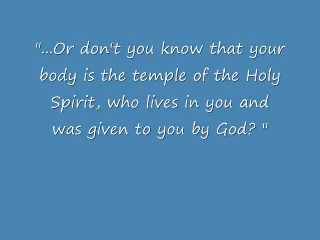 "...Or don't you know that your
body is the temple of the Holy
Spirit, who lives in you and
was given to you by God? "